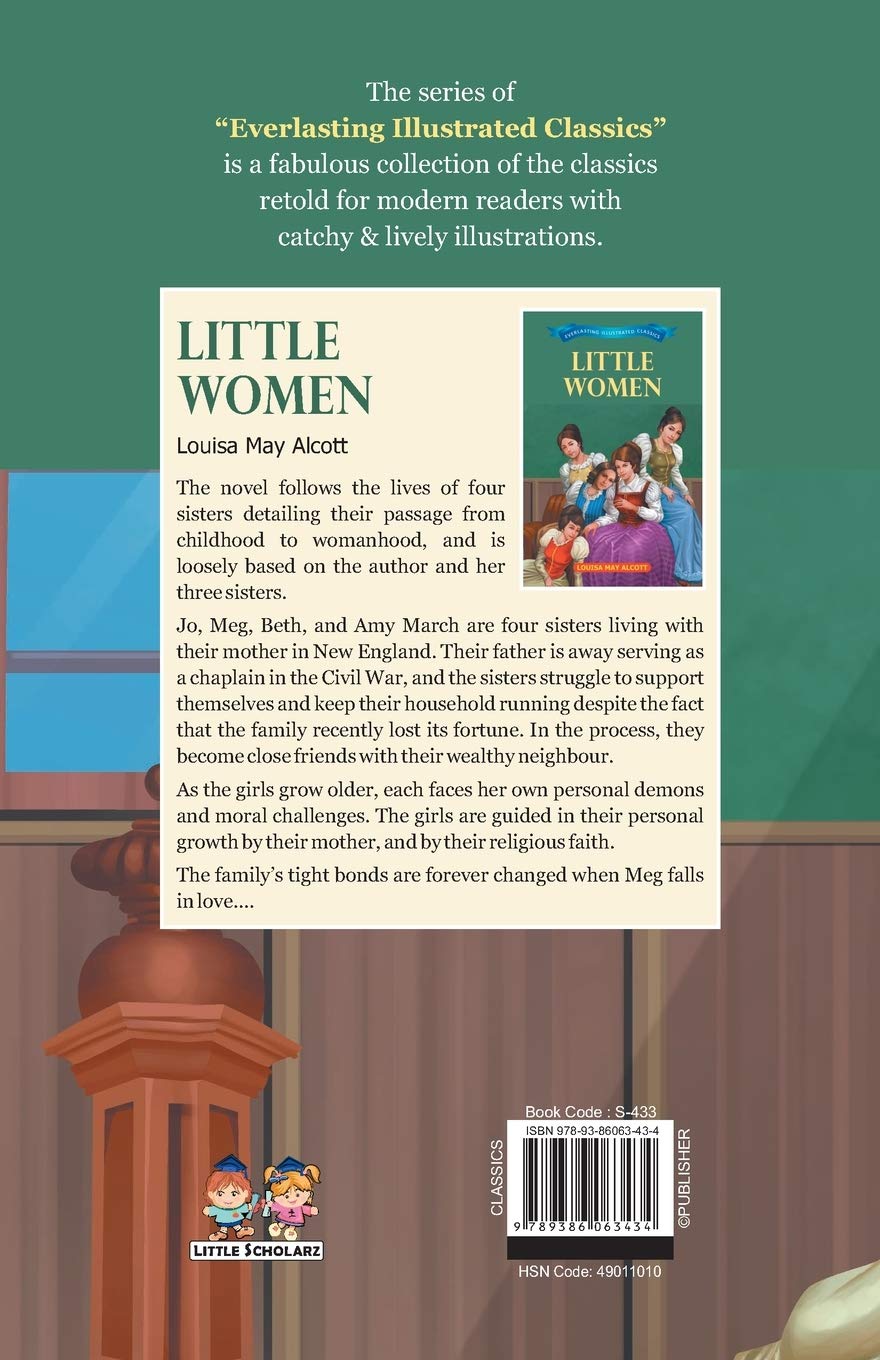 The series of
“Everlasting Illustrated Classics”
is a fabulous collection of the classics
retold for modern readers with
catchy & lively illustrations.
LITTLE
WOMEN
Louisa May Alcott
The novel follows the lives of four
sisters detailing their passage from
childhood to womanhood, and is
loosely based on the author and her
three sisters.
EVERLASTING ILLUSTRATED CLASSICS
LITTLE
WOMEN
LOUISA MAY ALCOTT
Jo, Meg, Beth, and Amy March are four sisters living with
their mother in New England. Their father is away serving as
a chaplain in the Civil War, and the sisters struggle to support
themselves and keep their household running despite the fact
that the family recently lost its fortune. In the process, they
become close friends with their wealthy neighbour.
As the girls grow older, each faces her own personal demons
and moral challenges. The girls are guided in their personal
growth by their mother, and by their religious faith.
The family’s tight bonds are forever changed when Meg falls
in love....
Book Code : S-433
ISBN 978-93-86063-43-4
CLASSICS
©PUBLISHER
9 789386 063434
HSN Code: 49011010
LITTLE SCHOLARZ